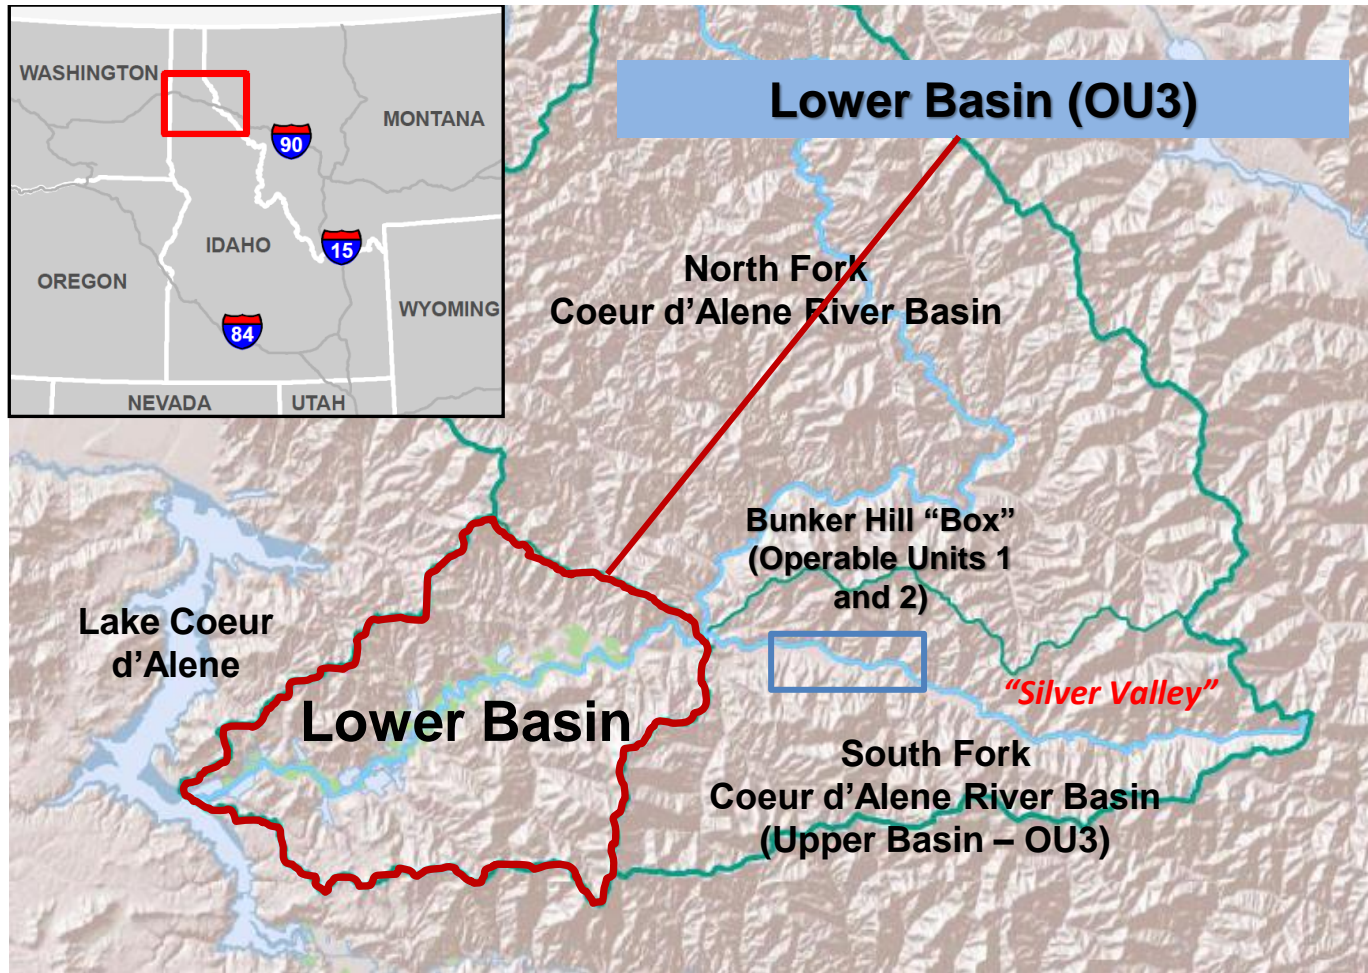 WASHINGTON
MONTANA
90
IDAHO
15
OREGON
WYOMING
84
NEVADA
UTAH
Lower Basin (OU3)
North Fork
Coeur d’Alene River Basin
Bunker Hill “Box”
(Operable Units 1
and 2)
Lake Coeur
d’Alene
“Silver Valley”
Lower Basin
South Fork
Coeur d’Alene River Basin
(Upper Basin – OU3)